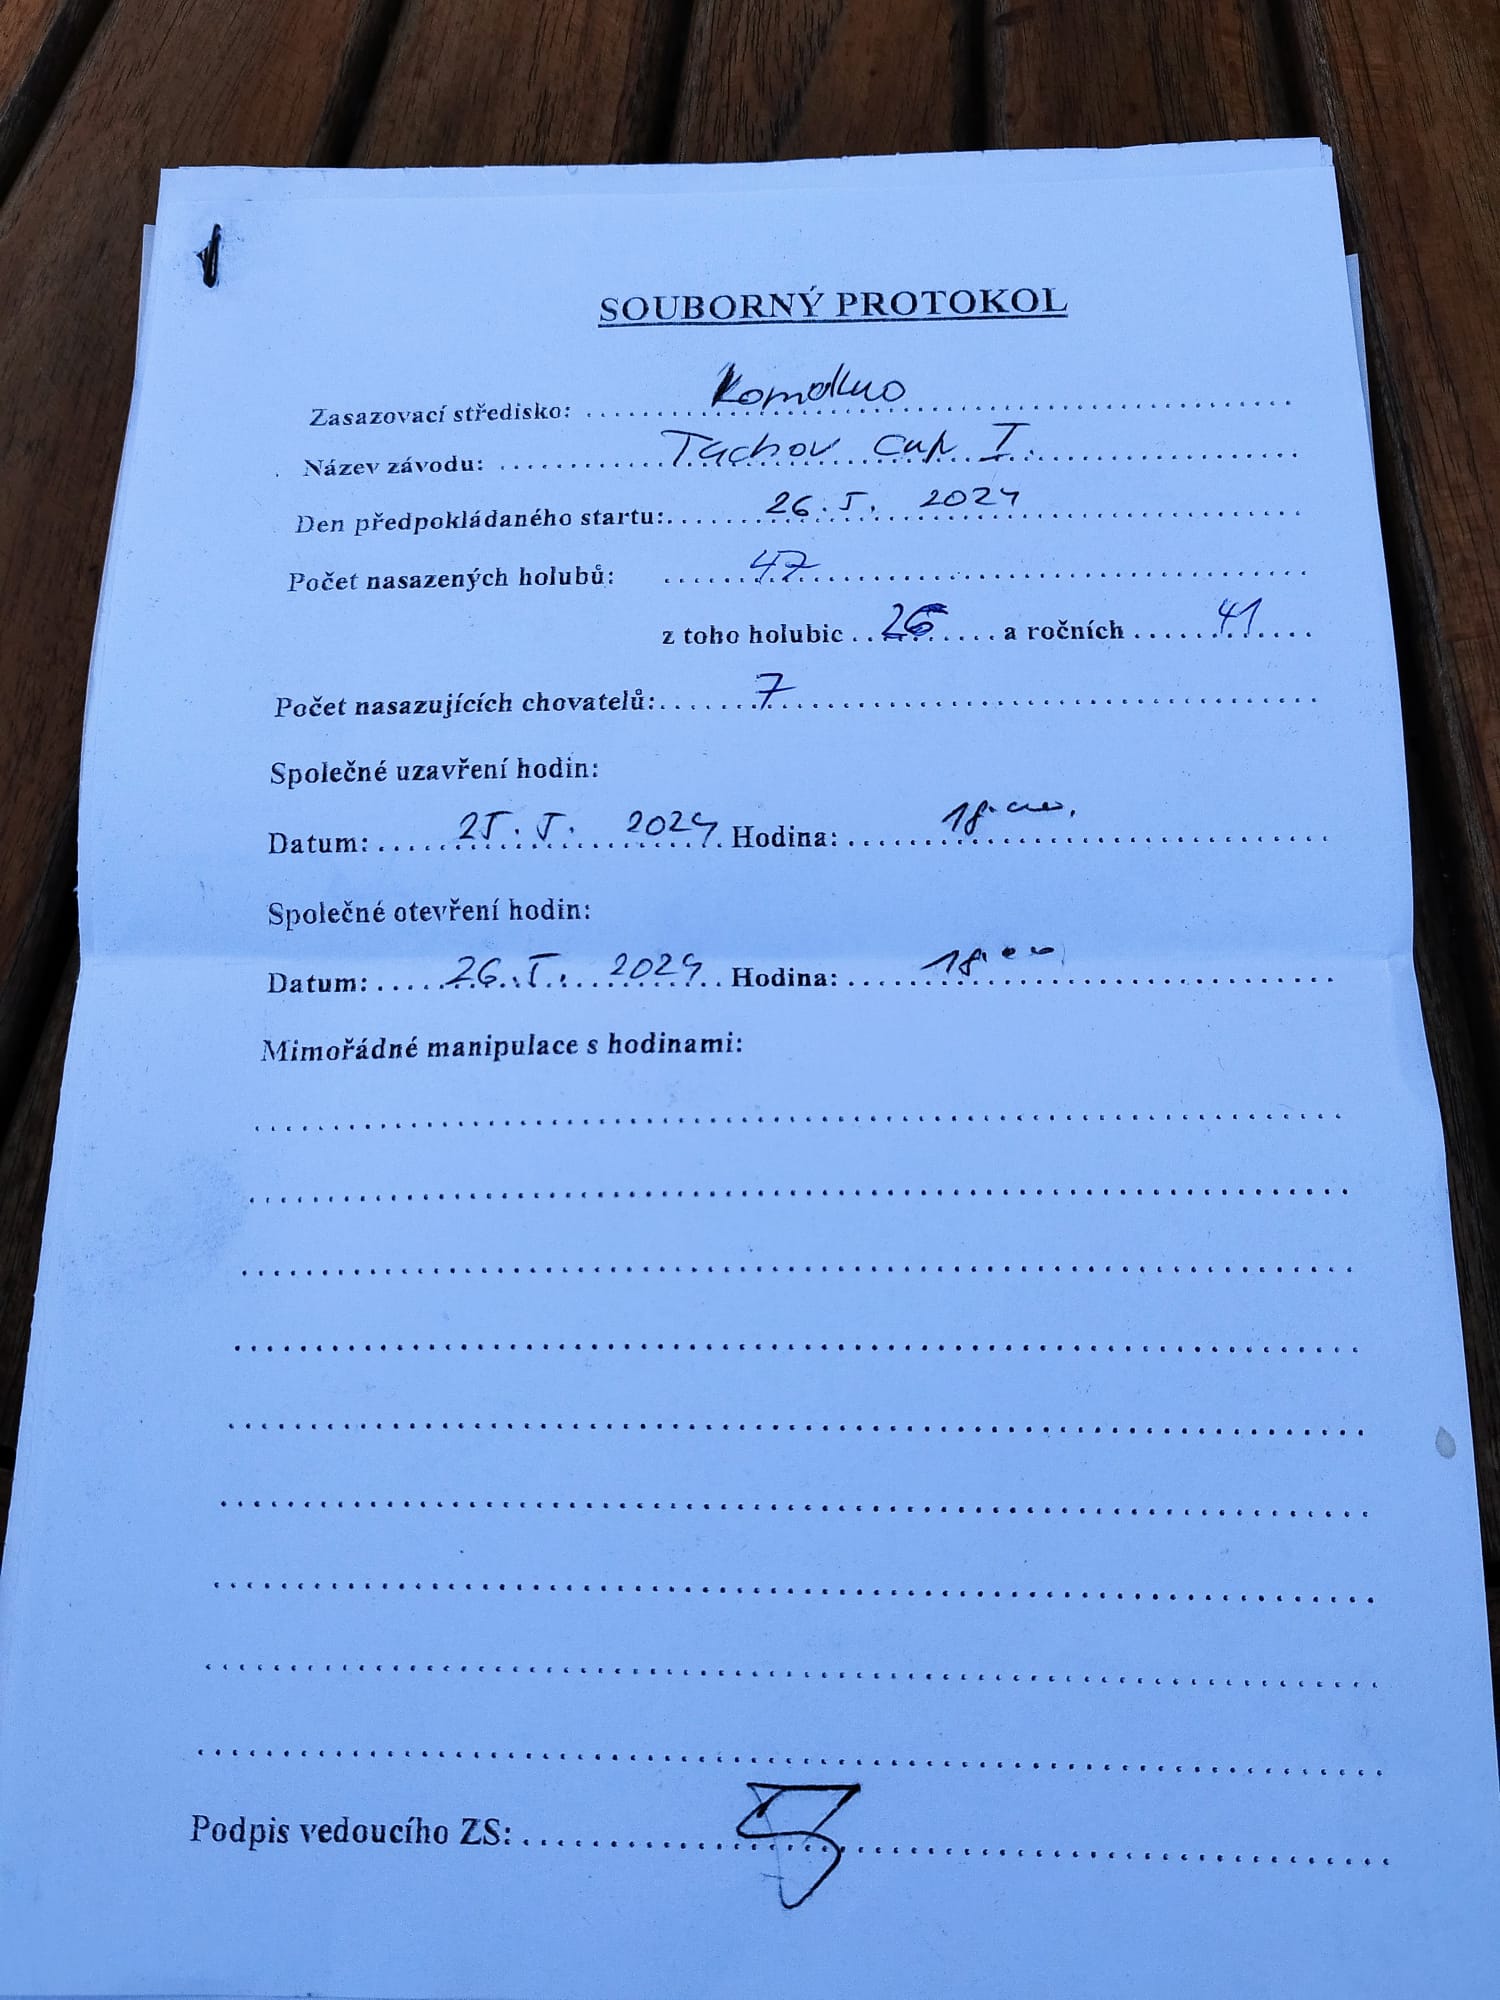 SOUBORNÝ PROTOKOL
Zasazovací středisko:
Název závodu: Tachov cup I.
Den předpokládaného startu: 26. 5. 2024
Počet nasazených holubů: 47
z toho holubic 26 a ročních 41
Počet nasazujících chovatelů: 7
Společné uzavření hodin:
Datum: 25. 5. 2024 Hodina: 18.00.
Společné otevření hodin:
Datum: 26. 5. 2024 Hodina: 18.00
Mimořádné manipulace s hodinami:
Podpis vedoucího ZS: